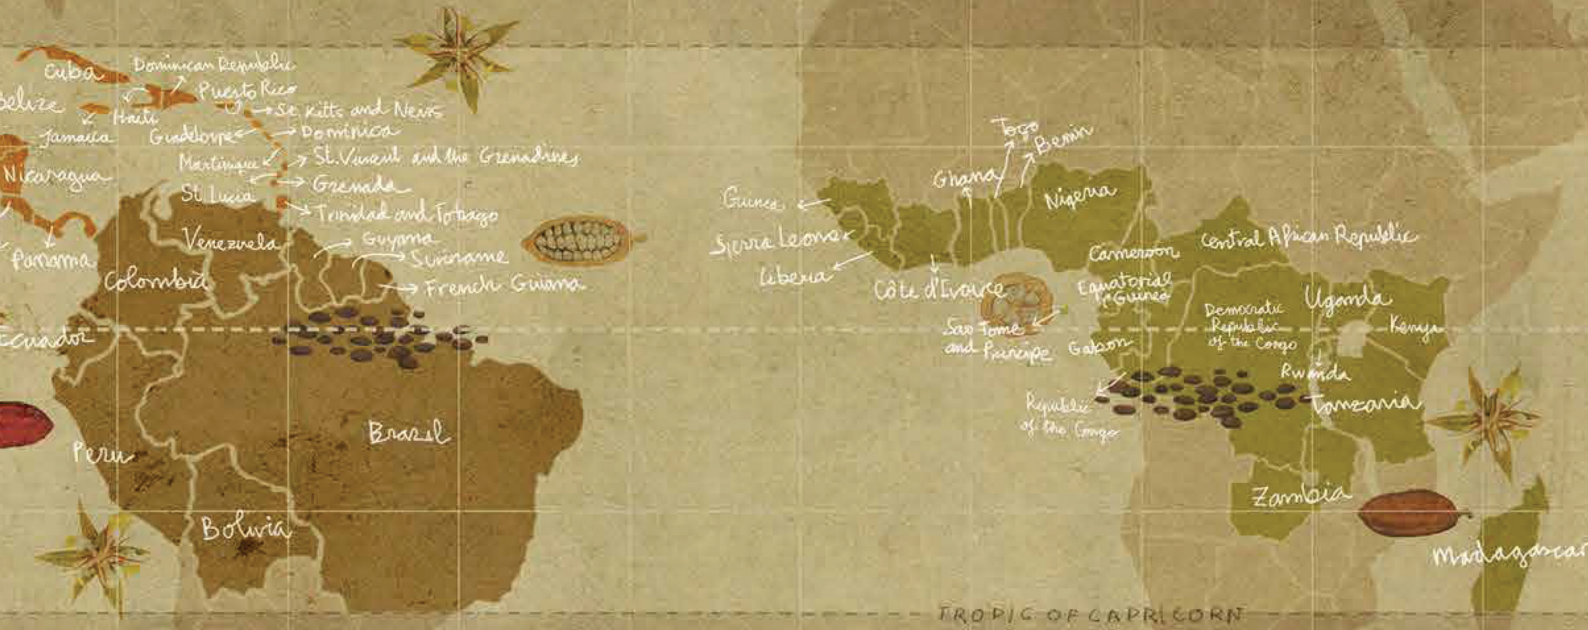 Cuba
Dominican Republic
Puerto Rico
Belize
Haiti
St. Kitts and Nevis
Jamaica
Guadeloupe
Dominica
Martinique
St. Vincent and the Grenadines
Nicaragua
St. Lucia
Grenada
Trinidad and Tobago
Venezuela
Guyana
Suriname
French Guiana
Panama
Colombia
Ecuador
Peru
Brazil
Bolivia
Togo
Benin
Ghana
Nigeria
Guinea
Sierra Leone
Liberia
Côte d'Ivoire
Cameroon
Central African Republic
Equatorial
Guinea
Sao Tome
and Principe
Gabon
Democratic
Republic
of the Congo
Uganda
Kenya
Rwanda
Tanzania
Republic
of the Congo
Zambia
Madagascar
TROPIC OF CAPRICORN